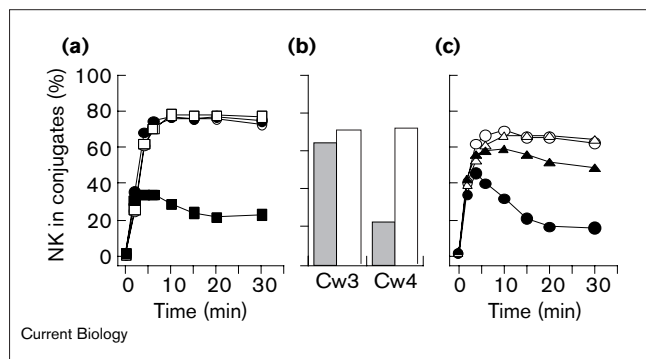 (a) (b) (c)
NK in conjugates (%)
100
80
60
40
20
0
0 10 20 30
Time (min)
Cw3 Cw4
0 10 20 30
Time (min)
Current Biology